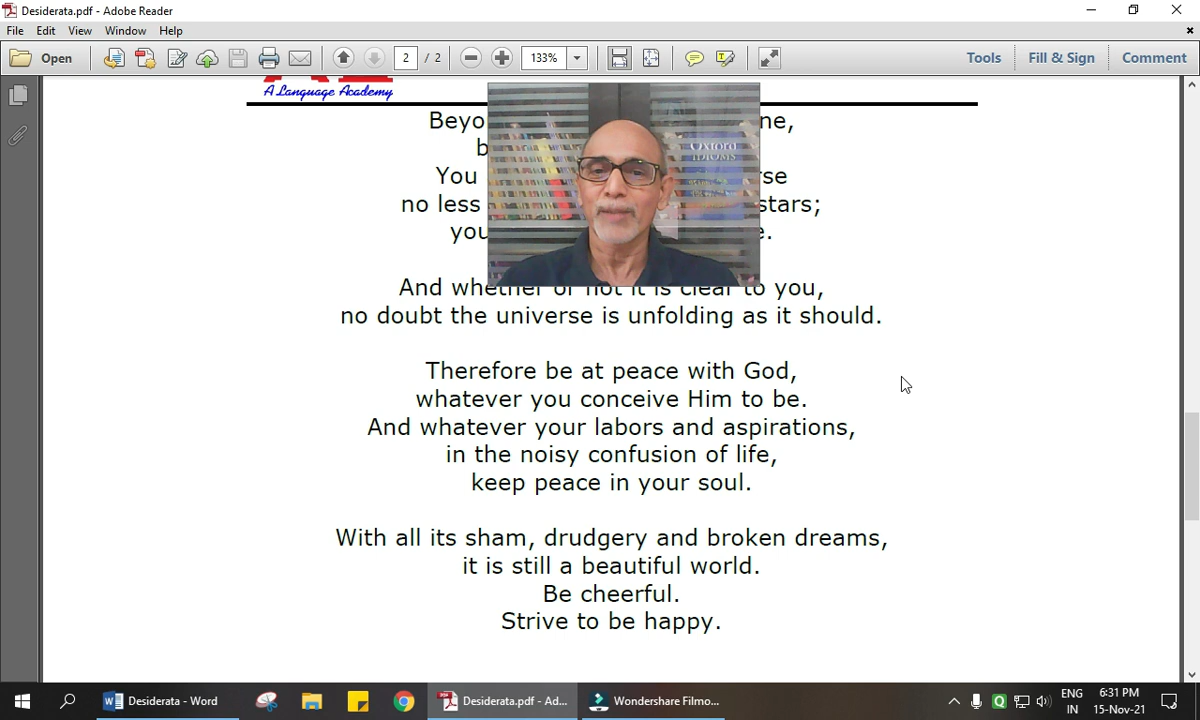 Desiderata.pdf - Adobe Reader
File Edit View Window Help
Open 2 / 2 133% Tools Fill & Sign Comment
A Language Academy
ne,
You
Oxford
IDIOMS
no less stars;
And whether or not it is clear to you,
no doubt the universe is unfolding as it should.
Therefore be at peace with God,
whatever you conceive Him to be.
And whatever your labors and aspirations,
in the noisy confusion of life,
keep peace in your soul.
With all its sham, drudgery and broken dreams,
it is still a beautiful world.
Be cheerful.
Strive to be happy.
Desiderata - Word Desiderata.pdf - Ad... Wondershare Filmo... ENG 6:31 PM
IN 15-Nov-21